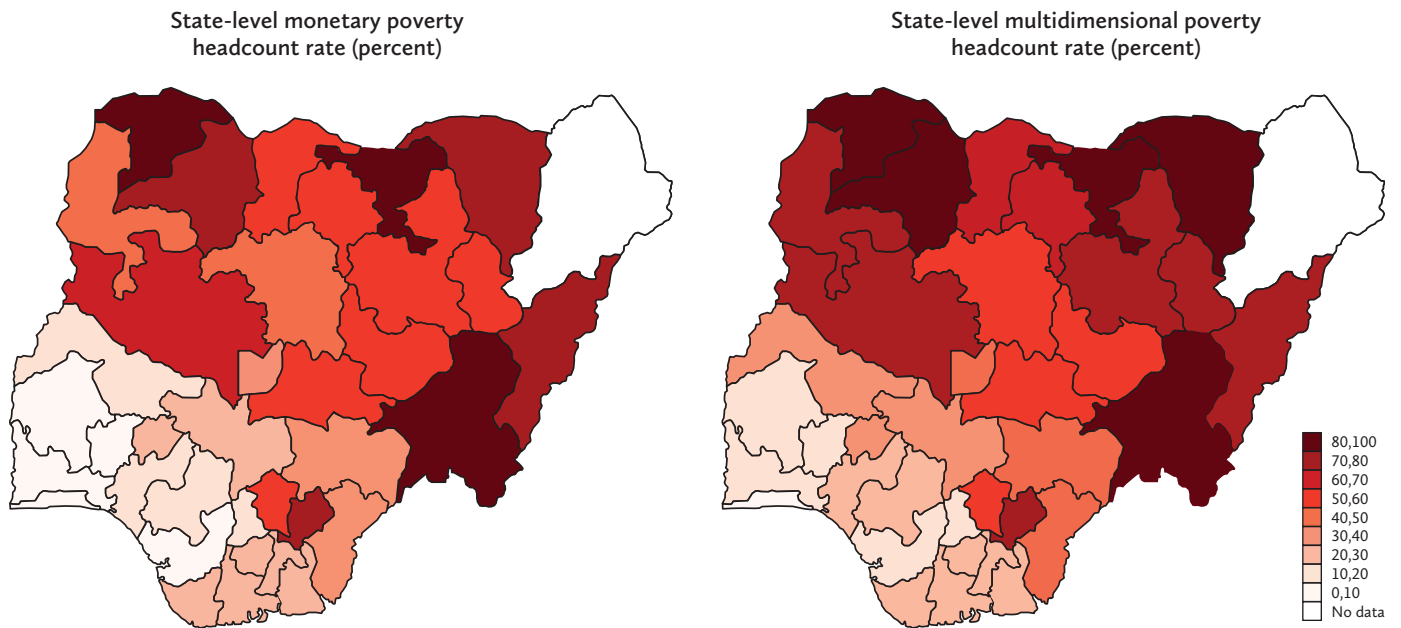 State-level monetary poverty
headcount rate (percent)
State-level multidimensional poverty
headcount rate (percent)
80,100
70,80
60,70
50,60
40,50
30,40
20,30
10,20
0,10
No data